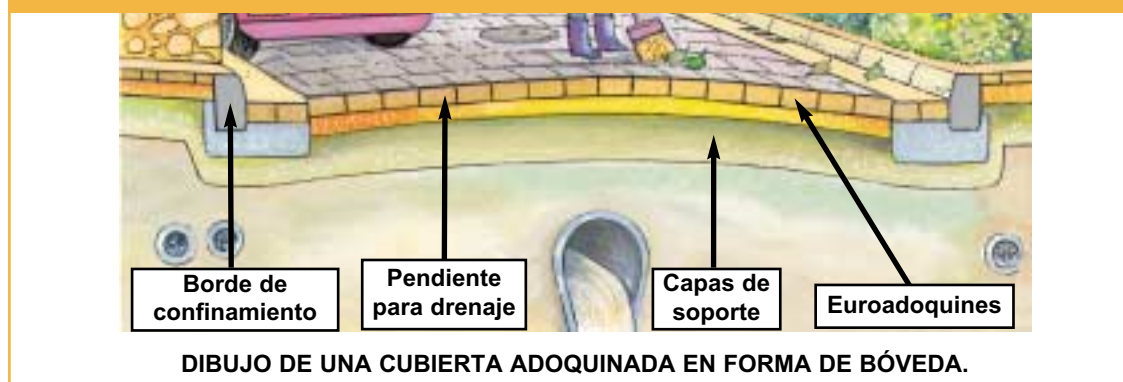 Borde de
confinamiento
Pendiente
para drenaje
Capas de
soporte
Euroadoquines
DIBUJO DE UNA CUBIERTA ADOQUINADA EN FORMA DE BÓVEDA.